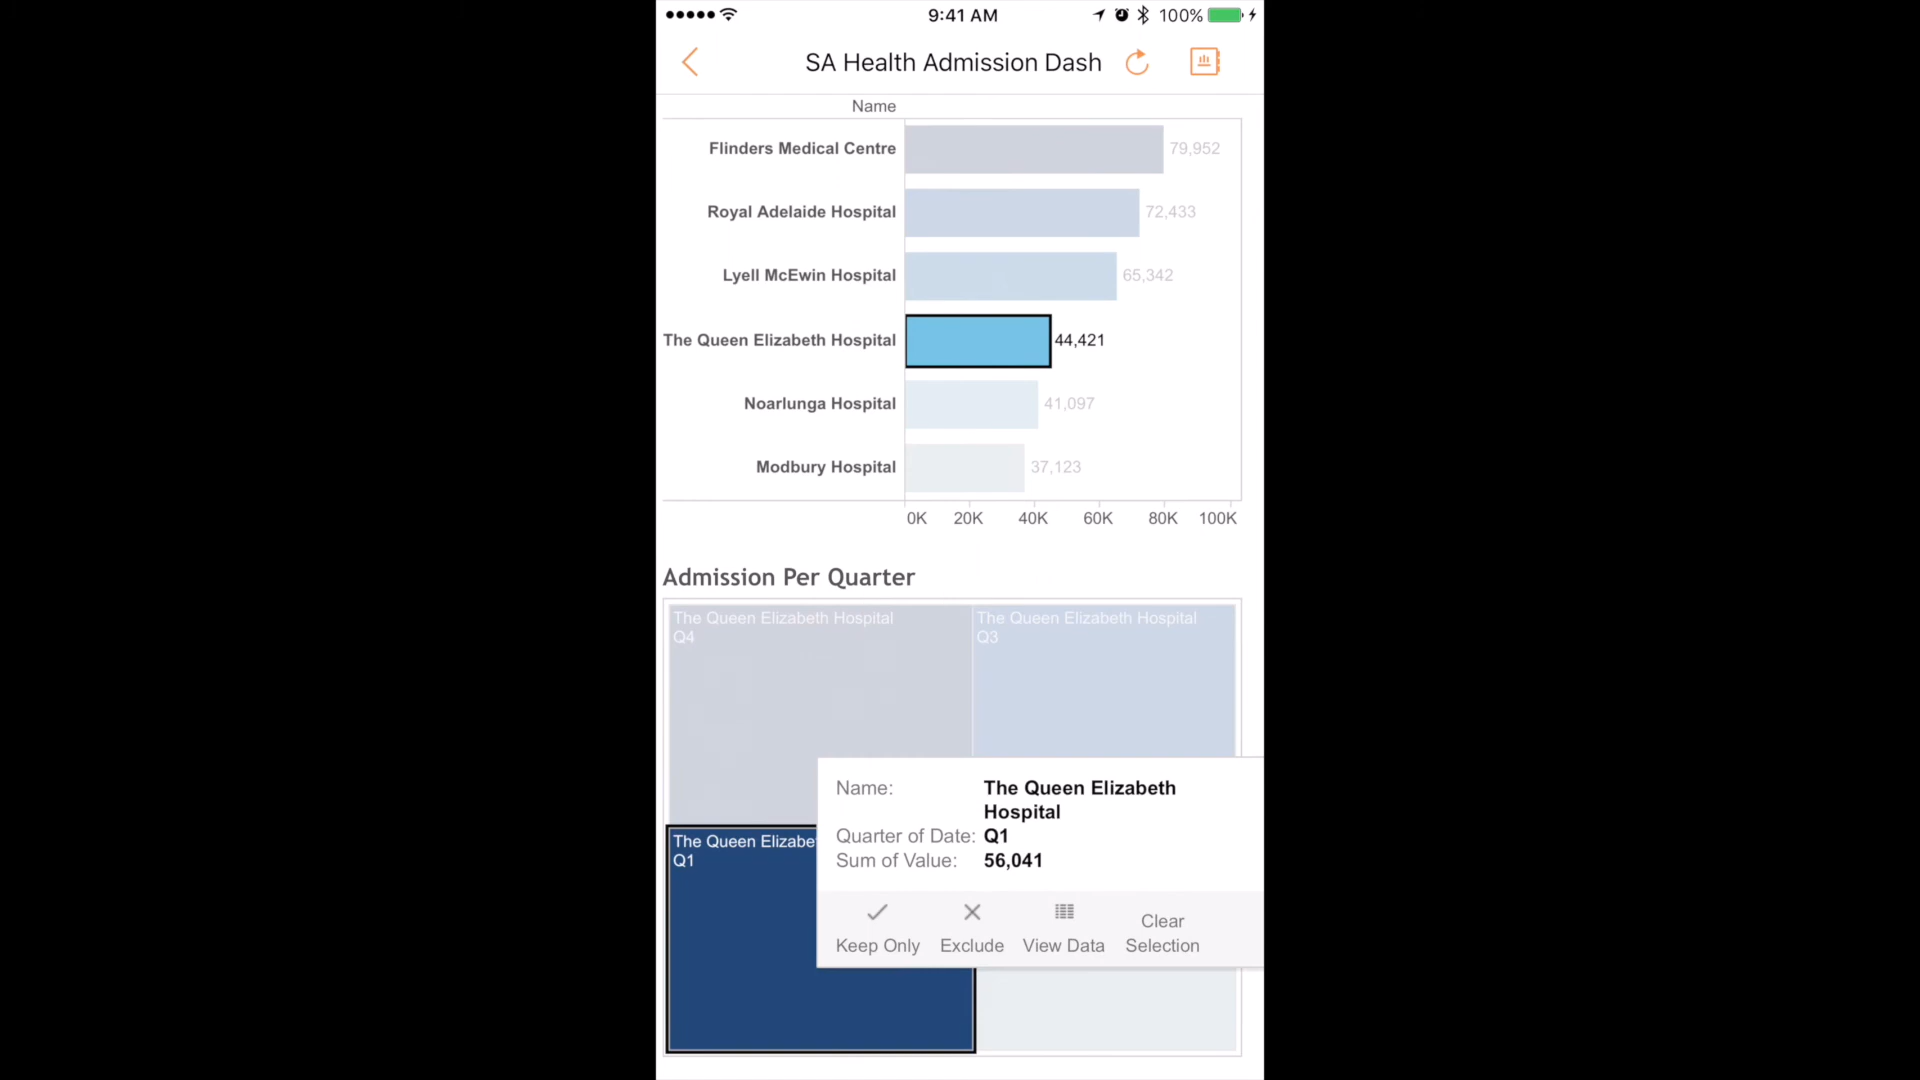 9:41 AM 100%
SA Health Admission Dash
Name
Flinders Medical Centre 79,952
Royal Adelaide Hospital 72,433
Lyell McEwin Hospital 65,342
The Queen Elizabeth Hospital 44,421
Noarlunga Hospital 41,097
Modbury Hospital 37,123
0K 20K 40K 60K 80K 100K
Admission Per Quarter
The Queen Elizabeth Hospital
Q4
The Queen Elizabeth Hospital
Q3
The Queen Elizabe
Q1
Name: The Queen Elizabeth
Hospital
Quarter of Date: Q1
Sum of Value: 56,041
Keep Only
Exclude
View Data
Clear
Selection